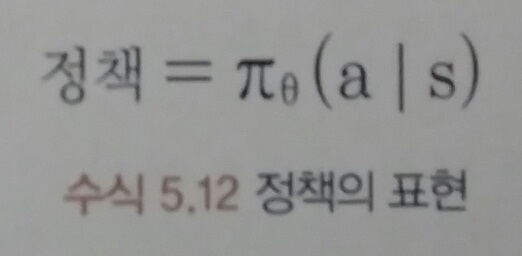 정책 = πθ(a | s)
수식 5.12 정책의 표현